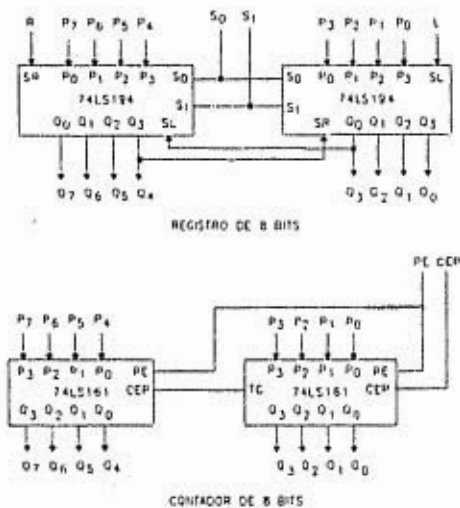 R P7 P6 P5 P4 S0 S1 P3 P2 P1 P0 L
SR P0 P1 P2 P3 S0 S0 P0 P1 P2 P3 SL
74LS194 S1 S1 74LS194
Q0 Q1 Q2 Q3 SL SR Q0 Q1 Q2 Q3
Q7 Q6 Q5 Q4 Q3 Q2 Q1 Q0
REGISTRO DE 8 BITS
PE CEP
P7 P6 P5 P4 P3 P2 P1 P0
P3 P2 P1 P0 PE P3 P2 P1 P0 PE
74LS161 CEP TC 74LS161 CEP
Q3 Q2 Q1 Q0 Q3 Q2 Q1 Q0
Q7 Q6 Q5 Q4 Q3 Q2 Q1 Q0
CONTADOR DE 8 BITS